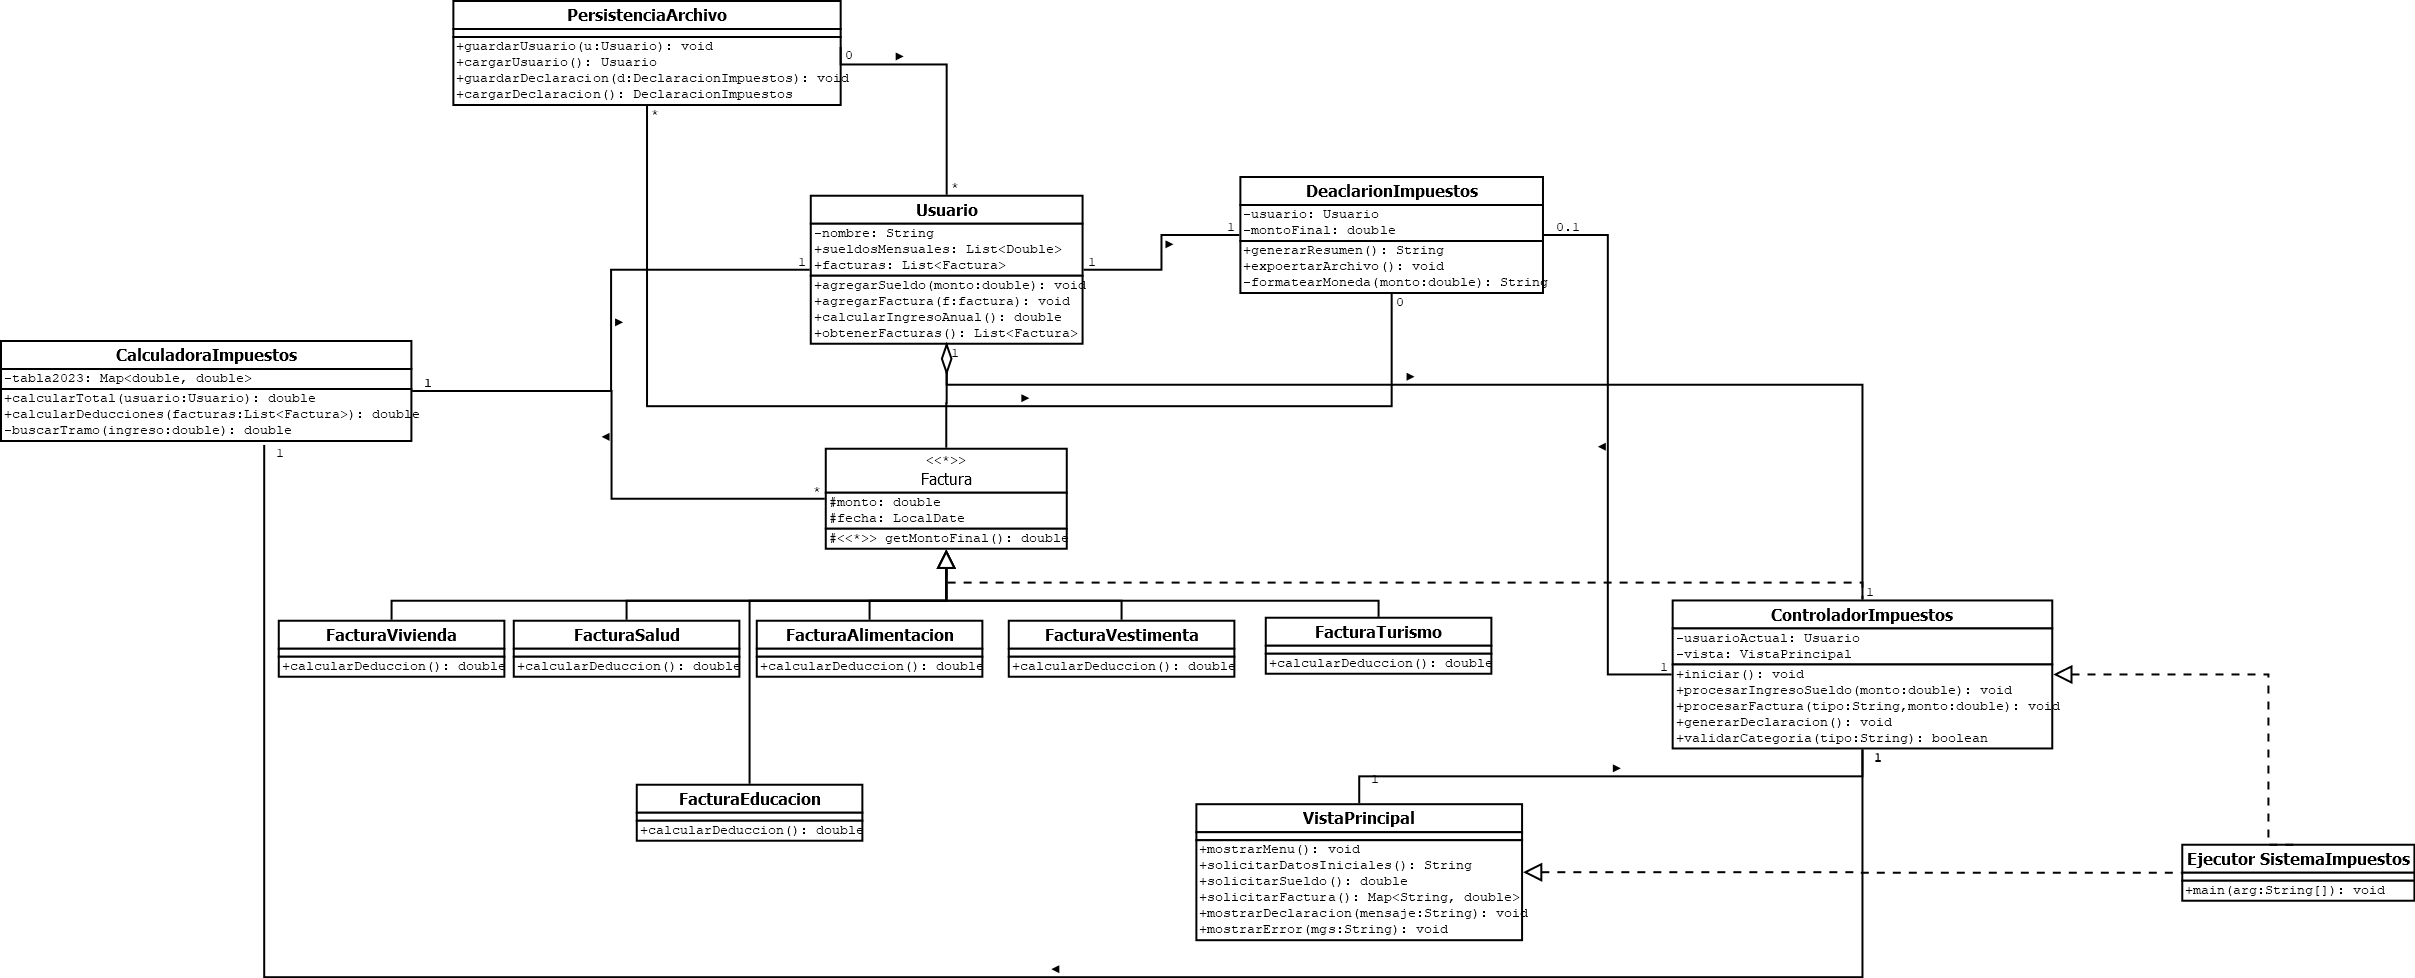 PersistenciaArchivo
+guardarUsuario(u:Usuario): void
+cargarUsuario(): Usuario
+guardarDeclaracion(d:DeclaracionImpuestos): void
+cargarDeclaracion(): DeclaracionImpuestos
0
*
*
Usuario
-nombre: String
+sueldosMensuales: List<Double>
+facturas: List<Factura>
+agregarSueldo(monto:double): void
+agregarFactura(f:factura): void
+calcularIngresoAnual(): double
+obtenerFacturas(): List<Factura>
1
1
1
DeaclarionImpuestos
-usuario: Usuario
-montoFinal: double
+generarResumen(): String
+expoertarArchivo(): void
-formatearMoneda(monto:double): String
1
0.1
0
CalculadoraImpuestos
-tabla2023: Map<double, double>
+calcularTotal(usuario:Usuario): double
+calcularDeducciones(facturas:List<Factura>): double
-buscarTramo(ingreso:double): double
1
1
<<*>>
Factura
#monto: double
#fecha: LocalDate
#<<*>> getMontoFinal(): double
*
FacturaVivienda
+calcularDeduccion(): double
FacturaSalud
+calcularDeduccion(): double
FacturaAlimentacion
+calcularDeduccion(): double
FacturaVestimenta
+calcularDeduccion(): double
FacturaTurismo
+calcularDeduccion(): double
FacturaEducacion
+calcularDeduccion(): double
1
1
ControladorImpuestos
-usuarioActual: Usuario
-vista: VistaPrincipal
+iniciar(): void
+procesarIngresoSueldo(monto:double): void
+procesarFactura(tipo:String,monto:double): void
+generarDeclaracion(): void
+validarCategoria(tipo:String): boolean
1
1
VistaPrincipal
+mostrarMenu(): void
+solicitarDatosIniciales(): String
+solicitarSueldo(): double
+solicitarFactura(): Map<String, double>
+mostrarDeclaracion(mensaje:String): void
+mostrarError(mgs:String): void
Ejecutor SistemaImpuestos
+main(arg:String[]): void